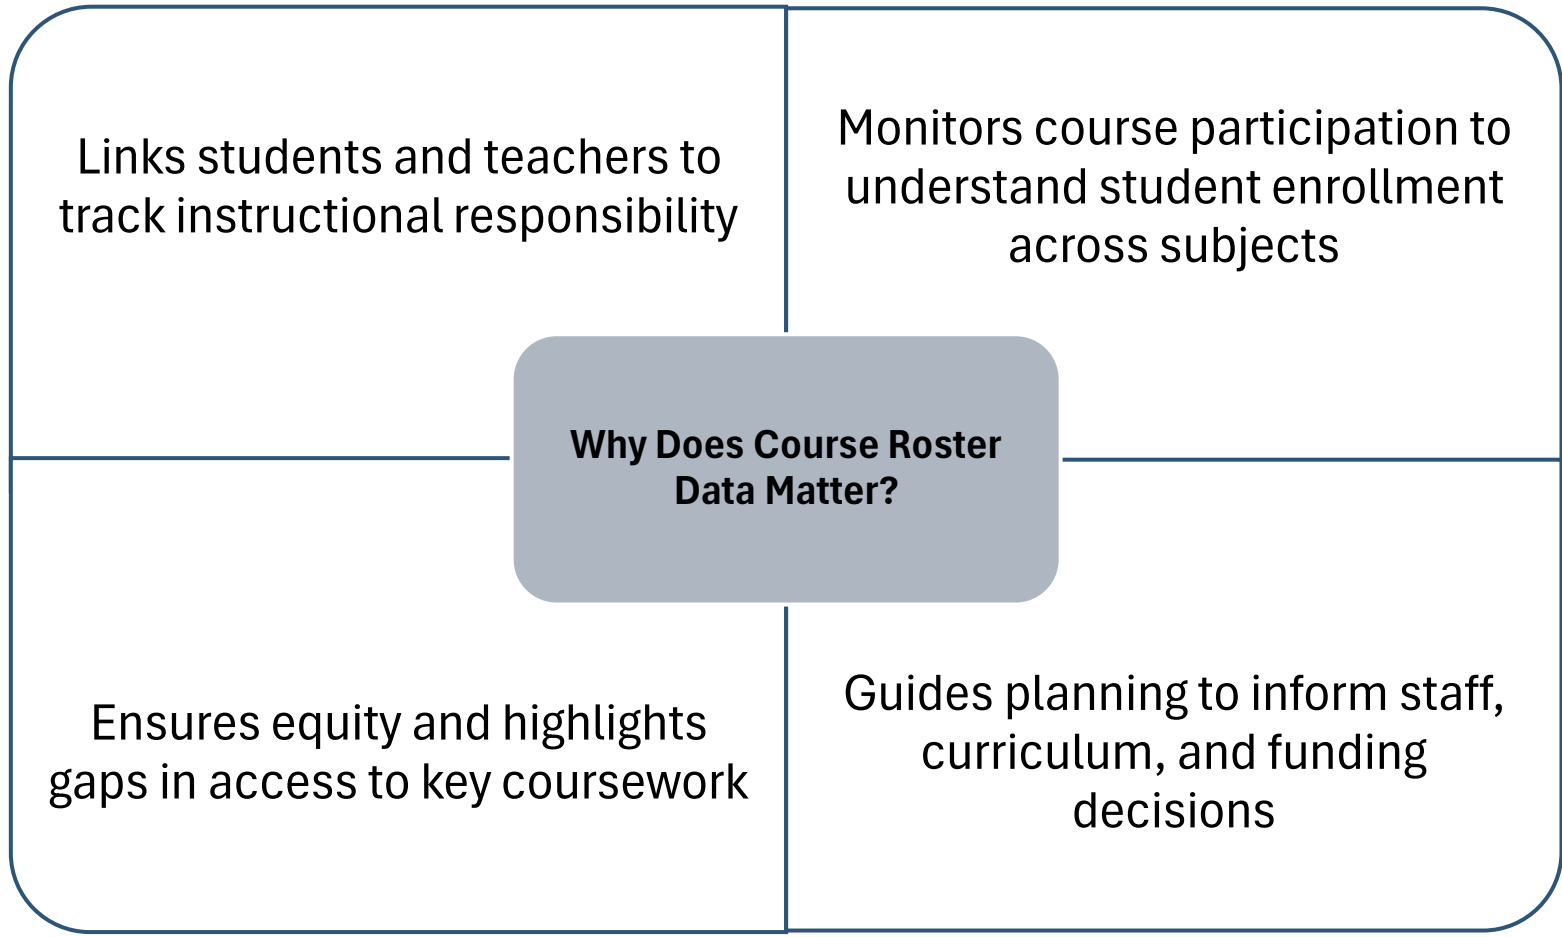 Links students and teachers to
track instructional responsibility
Monitors course participation to
understand student enrollment
across subjects
Why Does Course Roster
Data Matter?
Ensures equity and highlights
gaps in access to key coursework
Guides planning to inform staff,
curriculum, and funding
decisions